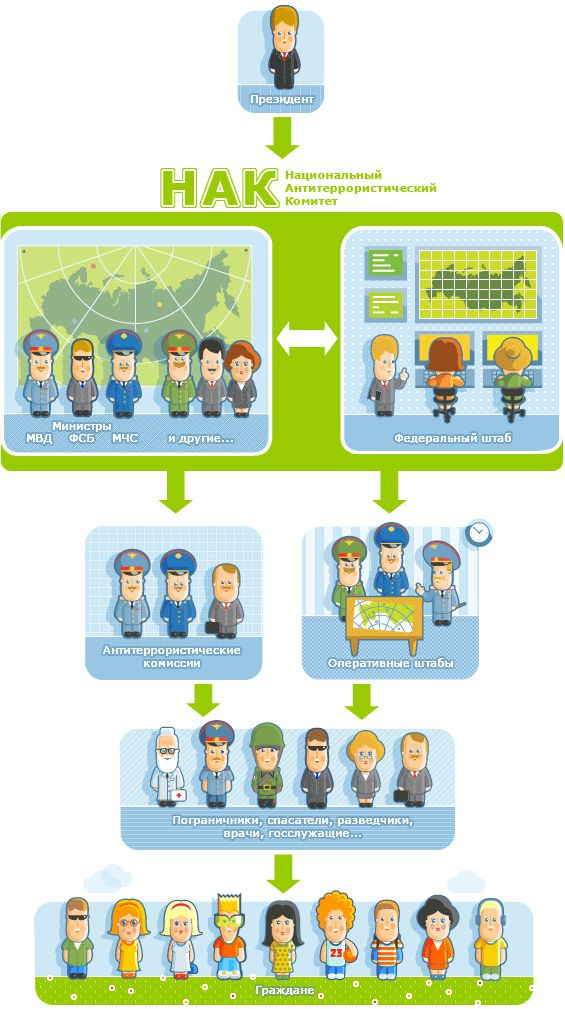 Президент
НАК
Национальный
Антитеррористический
Комитет
Министры
МВД ФСБ МЧС и другие...
Федеральный штаб
Антитеррористические
комиссии
Оперативные штабы
Пограничники, спасатели, разведчики,
врачи, госслужащие...
23
Граждане